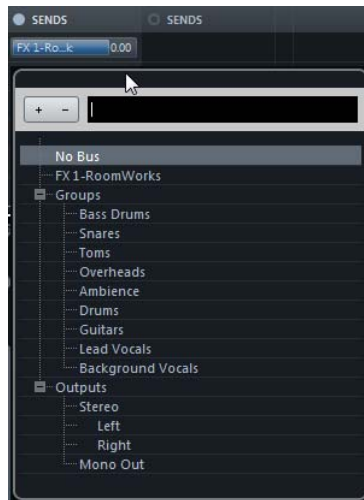 SENDS SENDS
FX 1-Ro...k 0.00
+ -
No Bus
FX 1-RoomWorks
Groups
Bass Drums
Snares
Toms
Overheads
Ambience
Drums
Guitars
Lead Vocals
Background Vocals
Outputs
Stereo
Left
Right
Mono Out